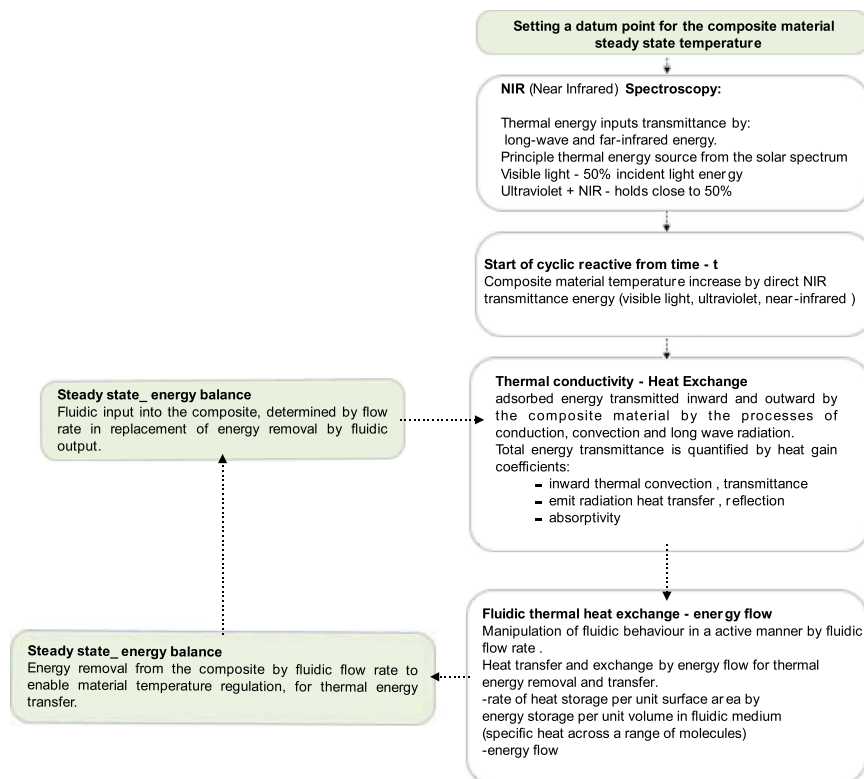 Setting a datum point for the composite material
steady state temperature
NIR (Near Infrared) Spectroscopy:
Thermal energy inputs transmittance by:
long-wave and far-infrared energy.
Principle thermal energy source from the solar spectrum
Visible light - 50% incident light energy
Ultraviolet + NIR - holds close to 50%
Start of cyclic reactive from time - t
Composite material temperature increase by direct NIR
transmittance energy (visible light, ultraviolet, near-infrared )
Thermal conductivity - Heat Exchange
adsorbed energy transmitted inward and outward by
the composite material by the processes of
conduction, convection and long wave radiation.
Total energy transmittance is quantified by heat gain
coefficients:
- inward thermal convection , transmittance
- emit radiation heat transfer , reflection
- absorptivity
Steady state_ energy balance
Fluidic input into the composite, determined by flow
rate in replacement of energy removal by fluidic
output.
Fluidic thermal heat exchange - energy flow
Manipulation of fluidic behaviour in a active manner by fluidic
flow rate .
Heat transfer and exchange by energy flow for thermal
energy removal and transfer.
-rate of heat storage per unit surface area by
energy storage per unit volume in fluidic medium
(specific heat across a range of molecules)
-energy flow
Steady state_ energy balance
Energy removal from the composite by fluidic flow rate to
enable material temperature regulation, for thermal energy
transfer.